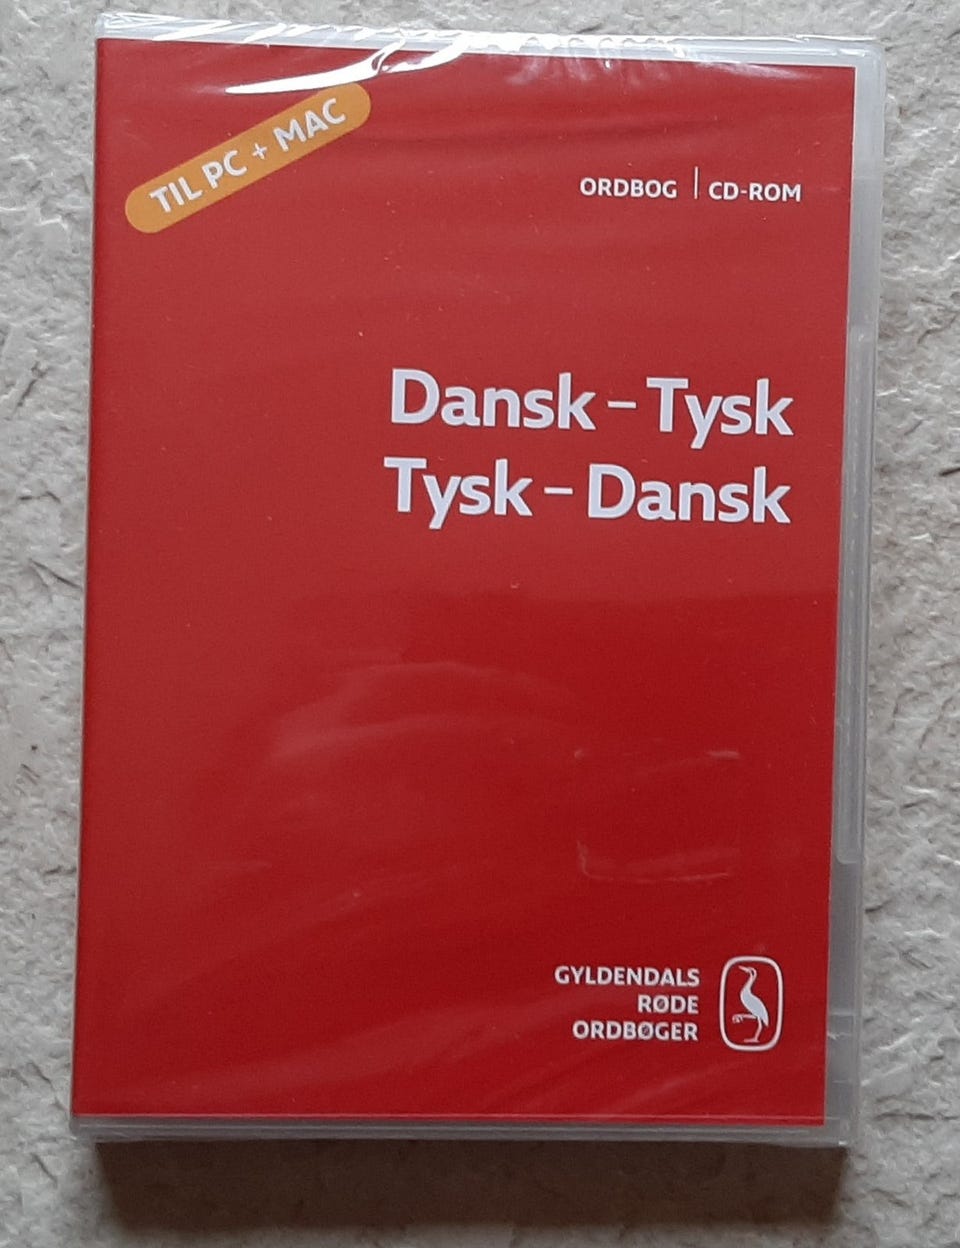 TIL PC + MAC
ORDBOG | CD-ROM
Dansk – Tysk
Tysk – Dansk
GYLDENDALS
RØDE
ORDBØGER